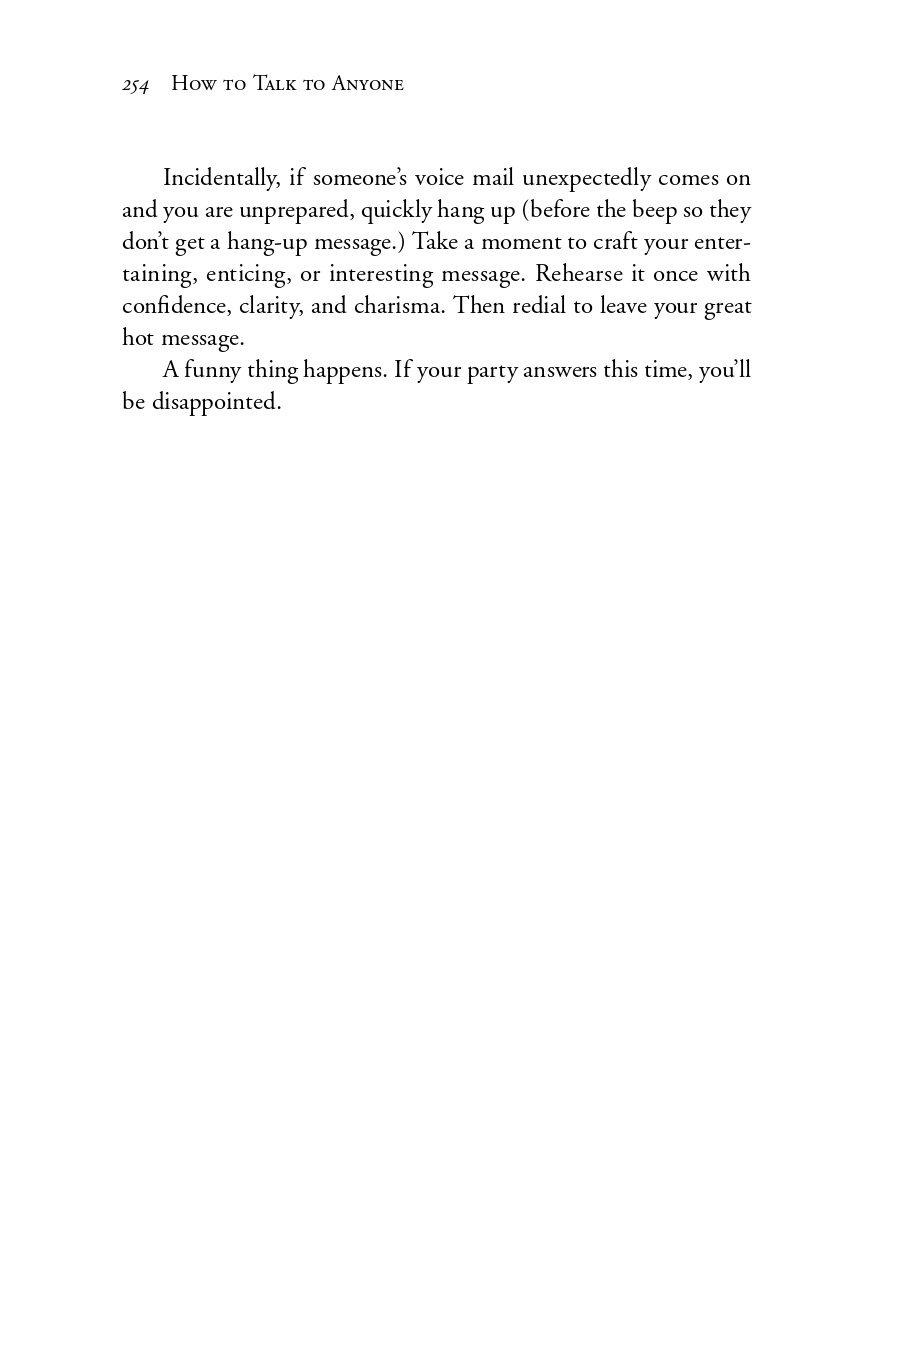 254 How to Talk to Anyone
Incidentally, if someone’s voice mail unexpectedly comes on
and you are unprepared, quickly hang up (before the beep so they
don’t get a hang-up message.) Take a moment to craft your enter-
taining, enticing, or interesting message. Rehearse it once with
confidence, clarity, and charisma. Then redial to leave your great
hot message.
A funny thing happens. If your party answers this time, you’ll
be disappointed.